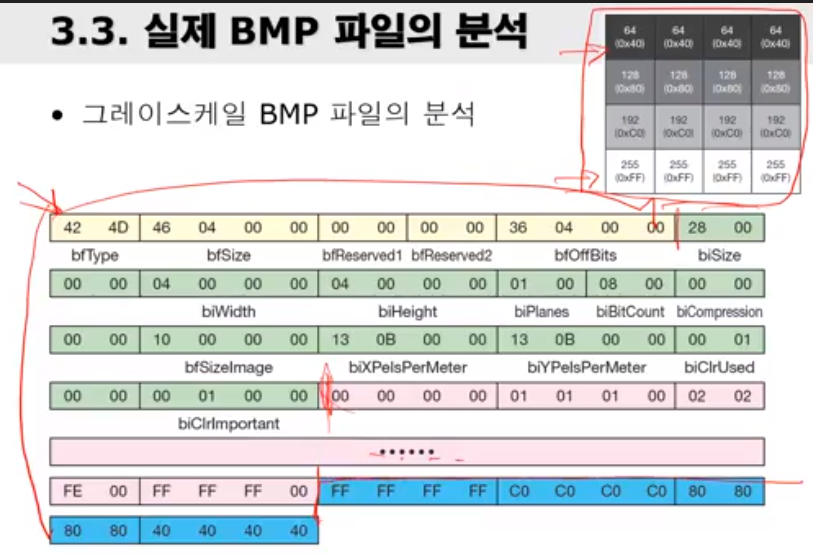 3.3. 실제 BMP 파일의 분석
64 64 64 64
(0x40) (0x40) (0x40) (0x40)
128 128 128 128
(0x80) (0x80) (0x80) (0x80)
192 192 192 192
(0xC0) (0xC0) (0xC0) (0xC0)
255 255 255 255
(0xFF) (0xFF) (0xFF) (0xFF)
• 그레이스케일 BMP 파일의 분석
42 4D 46 04 00 00 00 00 00 00 36 04 00 00 28 00
bfType bfSize bfReserved1 bfReserved2 bfOffBits biSize
00 00 04 00 00 00 04 00 00 00 01 00 08 00 00 00
biWidth biHeight biPlanes biBitCount biCompression
00 00 10 00 00 00 13 0B 00 00 13 0B 00 00 00 01
bfSizeImage biXPelsPerMeter biYPelsPerMeter biClrUsed
00 00 00 01 00 00 00 00 00 00 01 01 01 00 02 02
biClrImportant
••••••
FE 00 FF FF FF 00 FF FF FF FF C0 C0 C0 C0 80 80
80 80 40 40 40 40